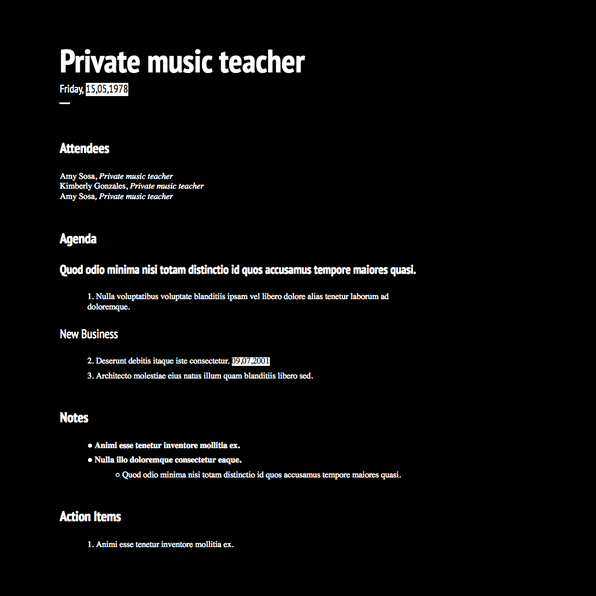 Private music teacher
Friday, 15,05,1978
Attendees
Amy Sosa, Private music teacher
Kimberly Gonzales, Private music teacher
Amy Sosa, Private music teacher
Agenda
Quod odio minima nisi totam distinctio id quos accusamus tempore maiores quasi.
1. Nulla voluptatibus voluptate blanditiis ipsam vel libero dolore alias tenetur laborum ad
doloremque.
New Business
2. Deserunt debitis itaque iste consectetur. 09,07,2001
3. Architecto molestiae eius natus illum quam blanditiis libero sed.
Notes
● Animi esse tenetur inventore mollitia ex.
● Nulla illo doloremque consectetur eaque.
○ Quod odio minima nisi totam distinctio id quos accusamus tempore maiores quasi.
Action Items
1. Animi esse tenetur inventore mollitia ex.